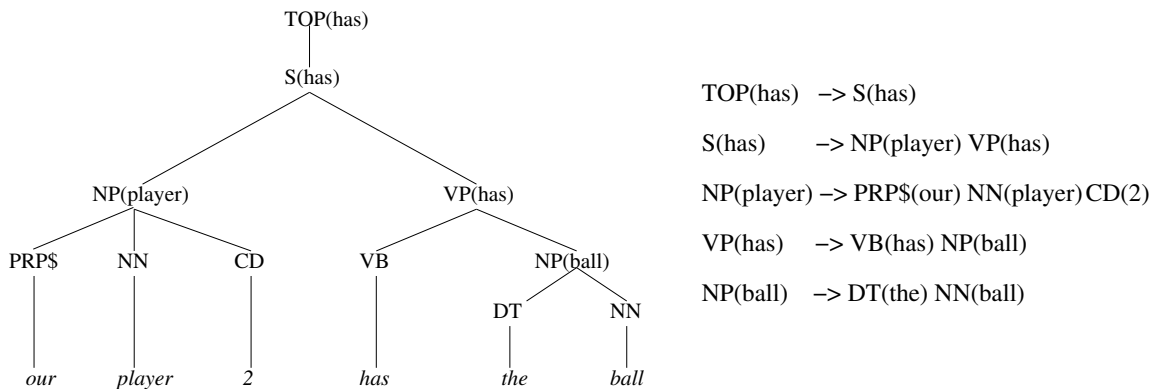 TOP(has)
S(has)
NP(player) VP(has)
PRP$ NN CD VB NP(ball)
DT NN
our player 2 has the ball
TOP(has) −> S(has)
S(has) −> NP(player) VP(has)
NP(player) −> PRP$(our) NN(player) CD(2)
VP(has) −> VB(has) NP(ball)
NP(ball) −> DT(the) NN(ball)